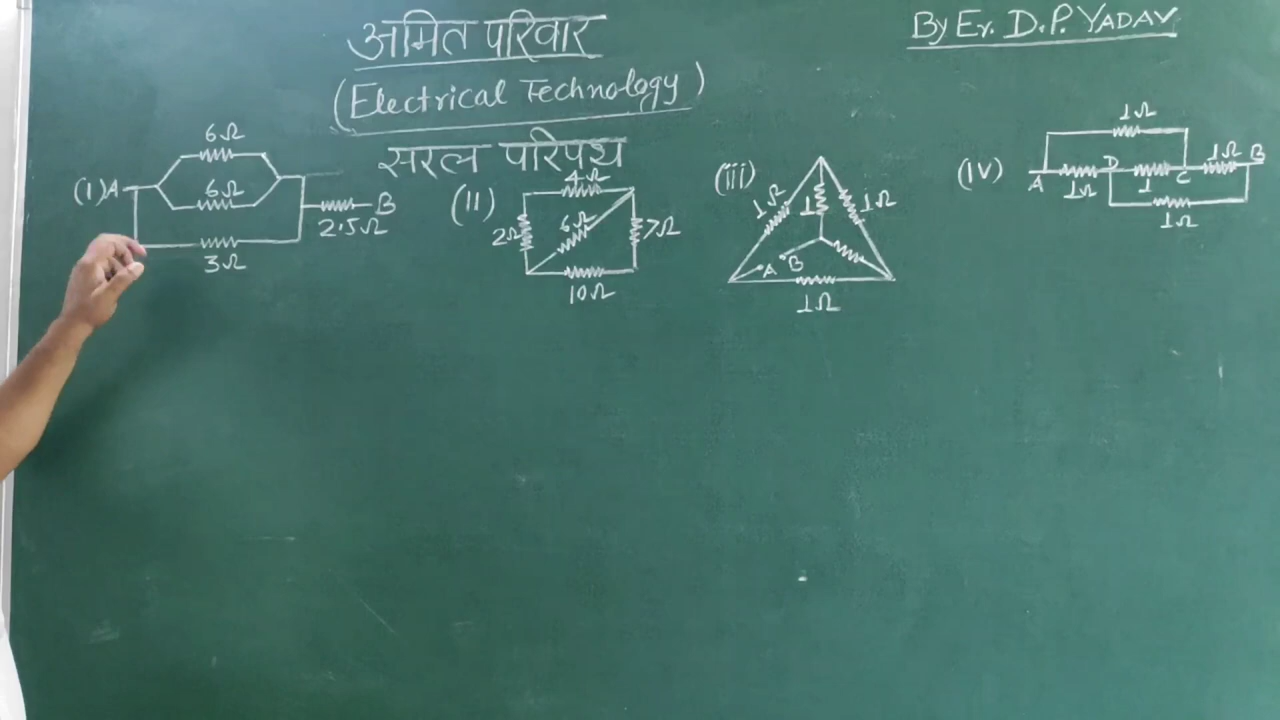 अमित परिवार
By Er. D.P. YADAV
(Electrical Technology)
सरल परिपथ
(i) A
6Ω
6Ω
3Ω
2.5Ω
B
(ii)
4Ω
2Ω
6Ω
7Ω
10Ω
(iii)
1Ω
1
1Ω
A
B
1Ω
(iv)
1Ω
A
1Ω
D
1
C
1Ω
B
1Ω